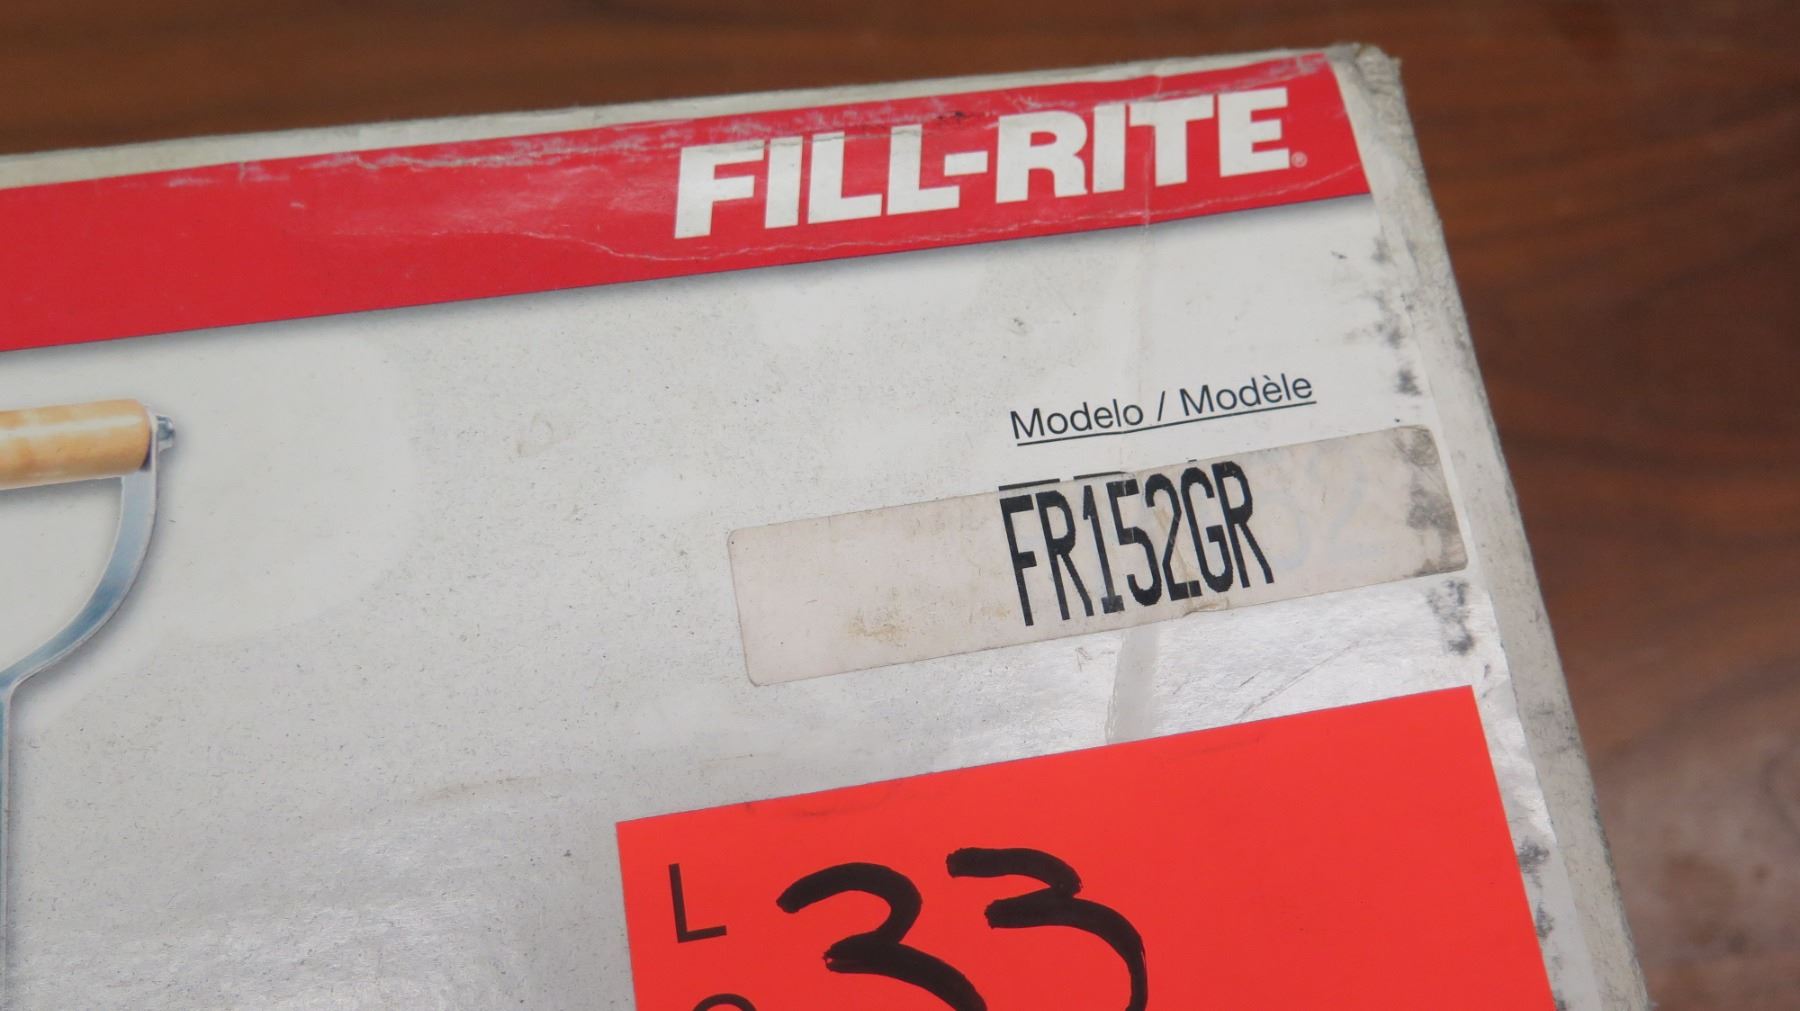 FILL-RITE®
Modelo / Modèle
FR152GR
L 33